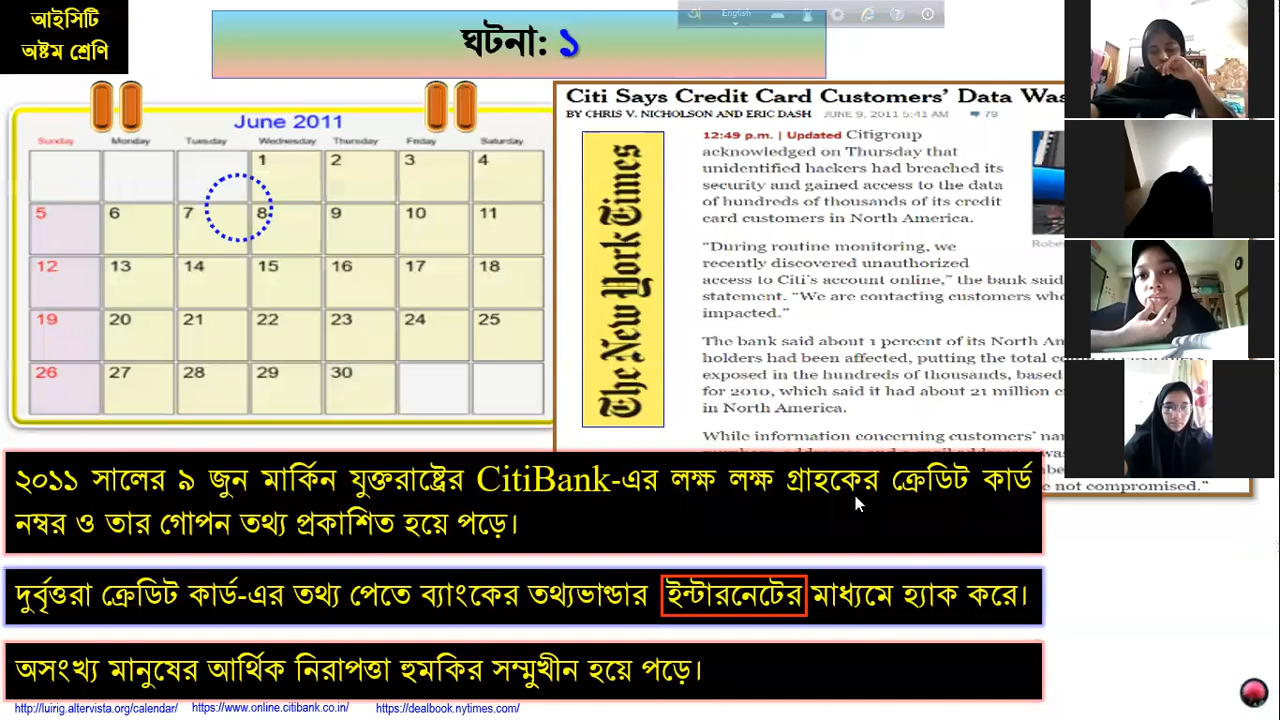 আইসিটি
অষ্টম শ্রেণি
ঘটনা: ১
English
June 2011
Sunday Monday Tuesday Wednesday Thursday Friday Saturday
1 2 3 4
5 6 7 8 9 10 11
12 13 14 15 16 17 18
19 20 21 22 23 24 25
26 27 28 29 30
Citi Says Credit Card Customers' Data Was
BY CHRIS V. NICHOLSON AND ERIC DASH JUNE 9, 2011 5:41 AM 79
The New York Times
12:49 p.m. | Updated Citigroup
acknowledged on Thursday that
unidentified hackers had breached its
security and gained access to the data
of hundreds of thousands of its credit
card customers in North America.
"During routine monitoring, we
recently discovered unauthorized
access to Citi's account online," the bank said
statement. "We are contacting customers who
impacted."
The bank said about 1 percent of its North Am
holders had been affected, putting the total
exposed in the hundreds of thousands, based
for 2010, which said it had about 21 million
in North America.
While information concerning customers'
not compromised."
২০১১ সালের ৯ জুন মার্কিন যুক্তরাষ্ট্রের CitiBank-এর লক্ষ লক্ষ গ্রাহকের ক্রেডিট কার্ড
নম্বর ও তার গোপন তথ্য প্রকাশিত হয়ে পড়ে।
দুর্বৃত্তরা ক্রেডিট কার্ড-এর তথ্য পেতে ব্যাংকের তথ্যভান্ডার ইন্টারনেটের মাধ্যমে হ্যাক করে।
অসংখ্য মানুষের আর্থিক নিরাপত্তা হুমকির সম্মুখীন হয়ে পড়ে।
http://luirig.altervista.org/calendar/ https://www.online.citibank.co.in/ https://dealbook.nytimes.com/